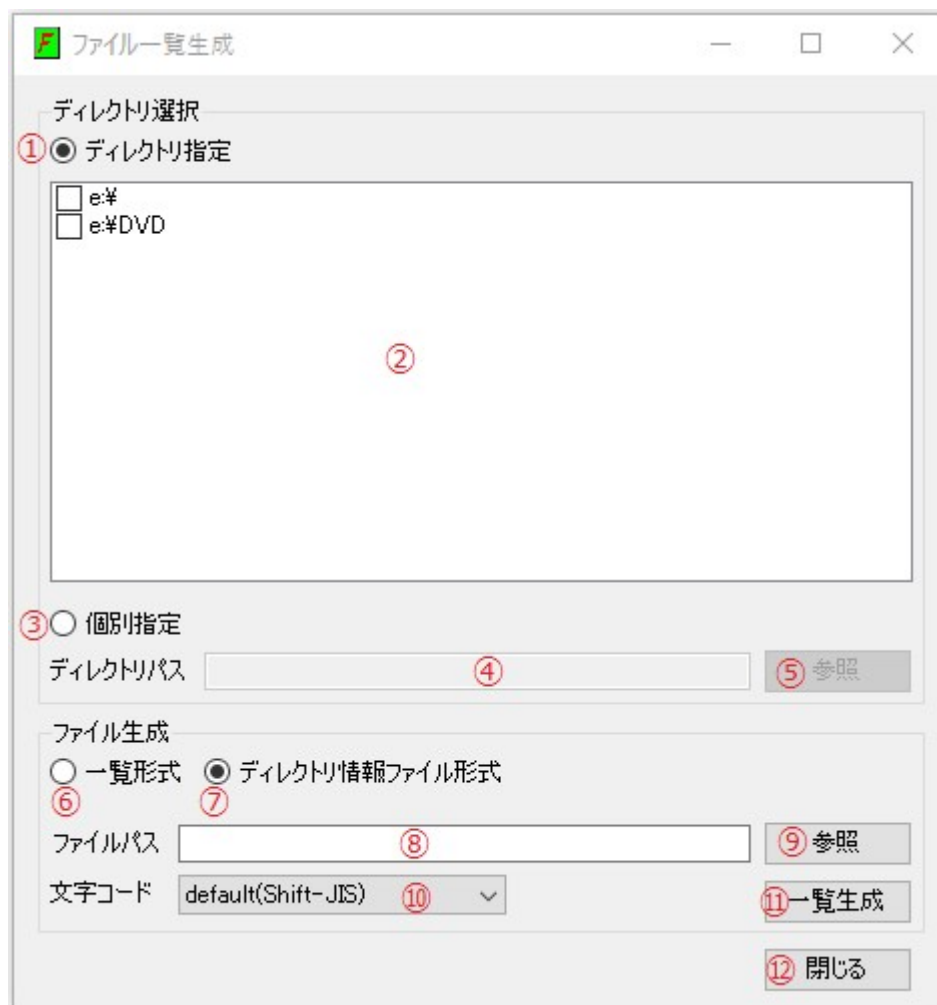 F ファイル一覧生成
ディレクトリ選択
① ディレクトリ指定
e:¥
e:¥DVD
②
③ 個別指定
ディレクトリパス ④ ⑤ 参照
ファイル生成
一覧形式 ディレクトリ情報ファイル形式
⑥ ⑦
ファイルパス ⑧ ⑨ 参照
文字コード default(Shift-JIS) ⑩ ⑪ 一覧生成
⑫ 閉じる